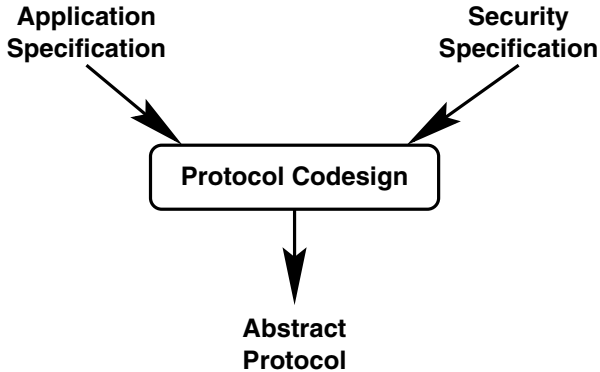 Application
Specification
Security
Specification
Protocol Codesign
Abstract
Protocol